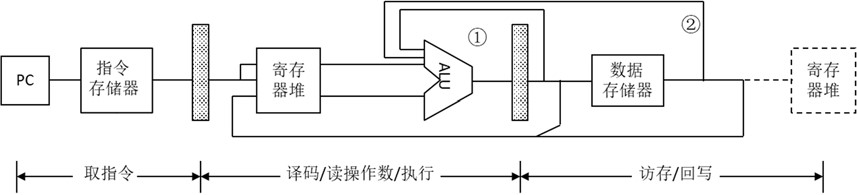 ① ②
PC
指令
存储器
寄存
器堆
ALU
数据
存储器
寄存
器堆
取指令 译码/读操作数/执行 访存/回写